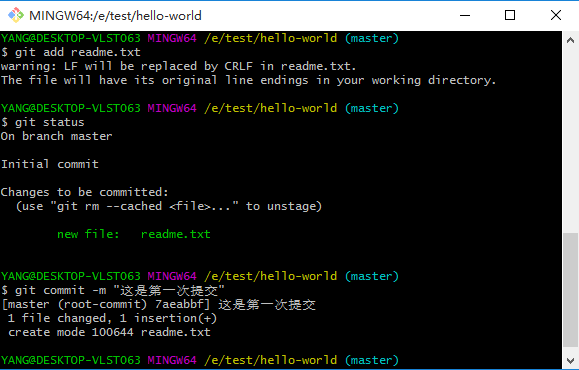 MINGW64:/e/test/hello-world
YANG@DESKTOP-VLST063 MINGW64 /e/test/hello-world (master)
$ git add readme.txt
warning: LF will be replaced by CRLF in readme.txt.
The file will have its original line endings in your working directory.
YANG@DESKTOP-VLST063 MINGW64 /e/test/hello-world (master)
$ git status
On branch master
Initial commit
Changes to be committed:
(use "git rm --cached <file>..." to unstage)
new file:   readme.txt
YANG@DESKTOP-VLST063 MINGW64 /e/test/hello-world (master)
$ git commit -m "这是第一次提交"
[master (root-commit) 7aeabbf] 这是第一次提交
1 file changed, 1 insertion(+)
create mode 100644 readme.txt
YANG@DESKTOP-VLST063 MINGW64 /e/test/hello-world (master)